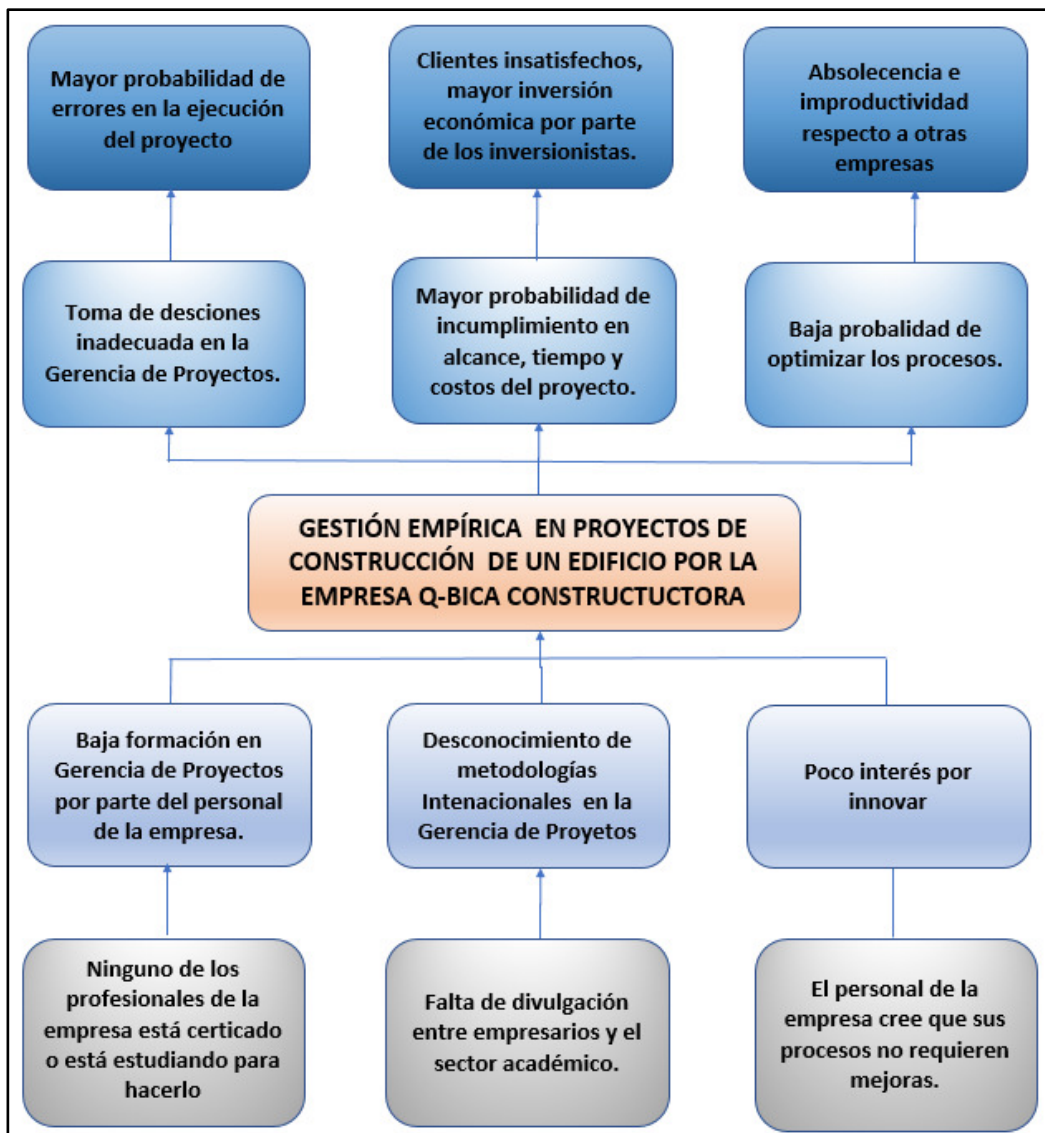 Mayor probabilidad de
errores en la ejecución
del proyecto
Clientes insatisfechos,
mayor inversión
económica por parte
de los inversionistas.
Absolecencia e
improductividad
respecto a otras
empresas
Toma de desciones
inadecuada en la
Gerencia de Proyectos.
Mayor probabilidad de
incumplimiento en
alcance, tiempo y
costos del proyecto.
Baja probalidad de
optimizar los procesos.
GESTIÓN EMPÍRICA EN PROYECTOS DE
CONSTRUCCIÓN DE UN EDIFICIO POR LA
EMPRESA Q-BICA CONSTRUCTUCTORA
Baja formación en
Gerencia de Proyectos
por parte del personal
de la empresa.
Desconocimiento de
metodologías
Intenacionales en la
Gerencia de Proyetos
Poco interés por
innovar
Ninguno de los
profesionales de la
empresa está certicado
o está estudiando para
hacerlo
Falta de divulgación
entre empresarios y el
sector académico.
El personal de la
empresa cree que sus
procesos no requieren
mejoras.